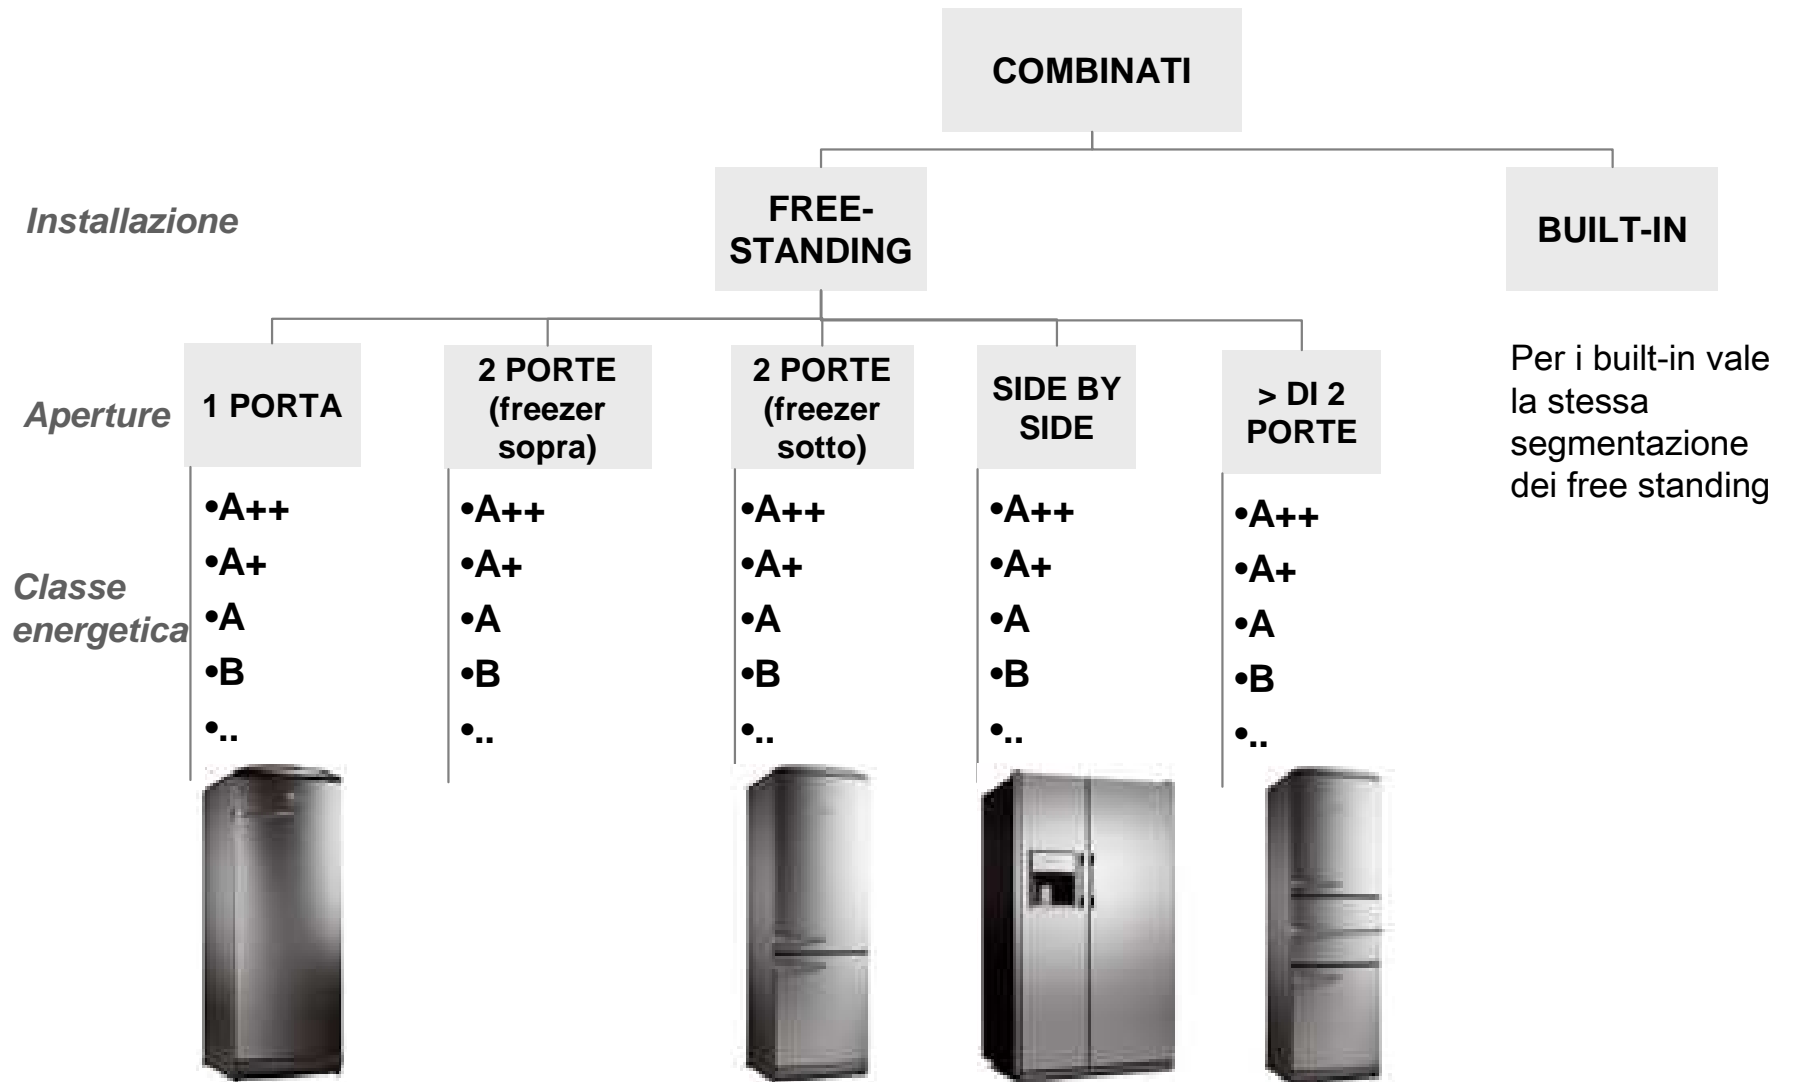 COMBINATI
Installazione
FREE-
STANDING
BUILT-IN
Aperture
1 PORTA
2 PORTE
(freezer
sopra)
2 PORTE
(freezer
sotto)
SIDE BY
SIDE
> DI 2
PORTE
Per i built-in vale
la stessa
segmentazione
dei free standing
Classe
energetica
•A++
•A+
•A
•B
•..
•A++
•A+
•A
•B
•..
•A++
•A+
•A
•B
•..
•A++
•A+
•A
•B
•..
•A++
•A+
•A
•B
•..